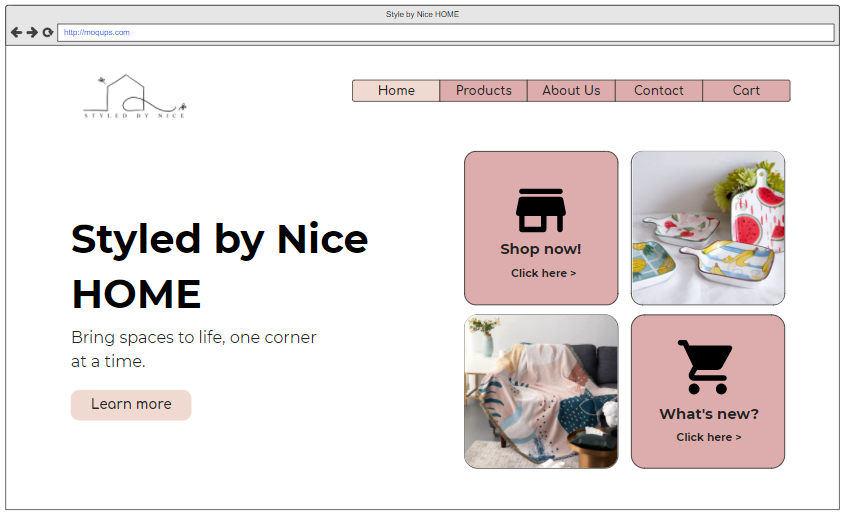 Style by Nice HOME
http://moqups.com
STYLED BY NICE
Home Products About Us Contact Cart
Styled by Nice
HOME
Bring spaces to life, one corner
at a time.
Learn more
Shop now!
Click here >
What's new?
Click here >